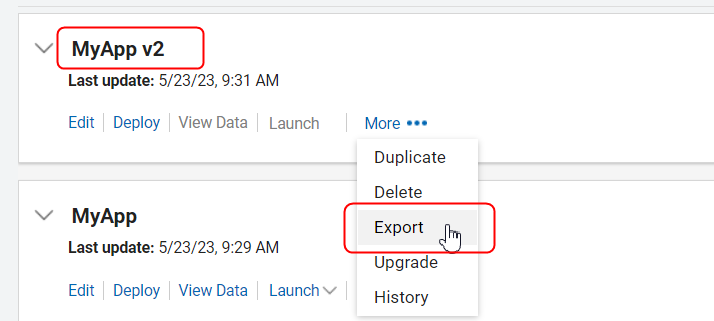 MyApp v2
Last update: 5/23/23, 9:31 AM
Edit Deploy View Data Launch More •••
Duplicate
Delete
Export
Upgrade
History
MyApp
Last update: 5/23/23, 9:29 AM
Edit Deploy View Data Launch